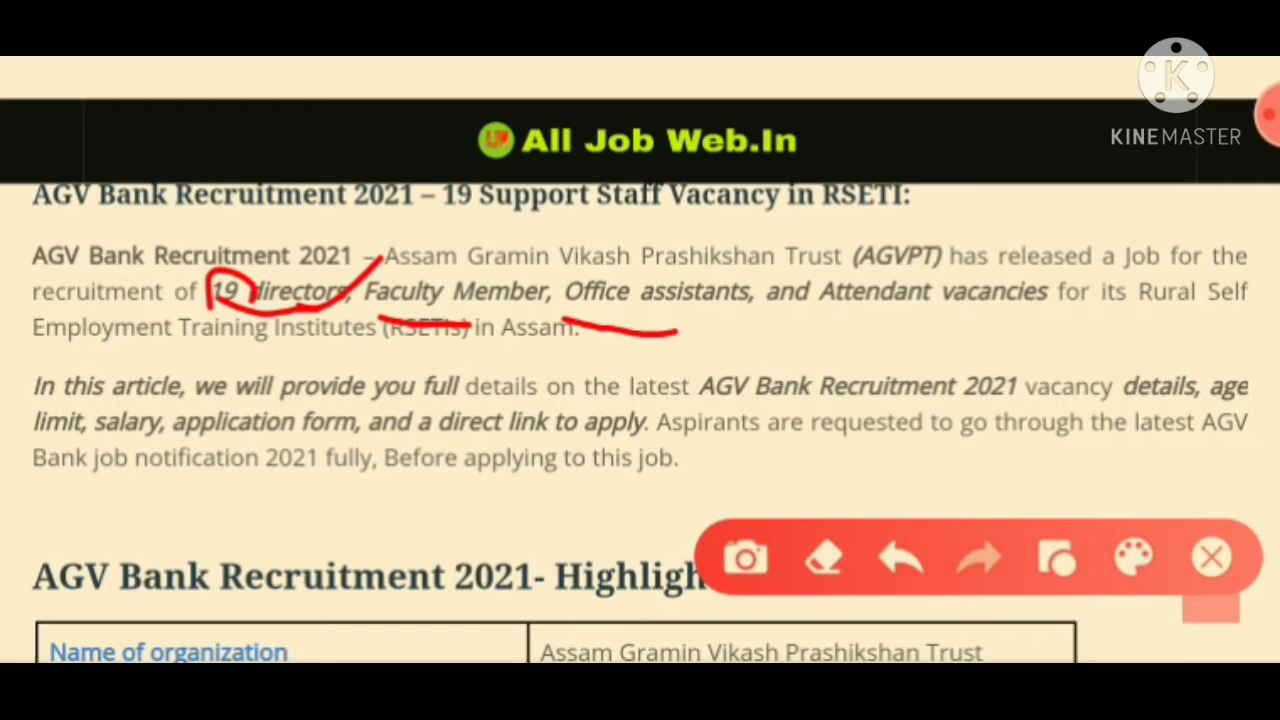 KINEMASTER
All Job Web.In
AGV Bank Recruitment 2021 – 19 Support Staff Vacancy in RSETI:
AGV Bank Recruitment 2021 – Assam Gramin Vikash Prashikshan Trust (AGVPT) has released a Job for the
recruitment of 19 directors, Faculty Member, Office assistants, and Attendant vacancies for its Rural Self
Employment Training Institutes (RSETIs) in Assam.
In this article, we will provide you full details on the latest AGV Bank Recruitment 2021 vacancy details, age
limit, salary, application form, and a direct link to apply. Aspirants are requested to go through the latest AGV
Bank job notification 2021 fully, Before applying to this job.
AGV Bank Recruitment 2021- Highligh
Name of organization Assam Gramin Vikash Prashikshan Trust